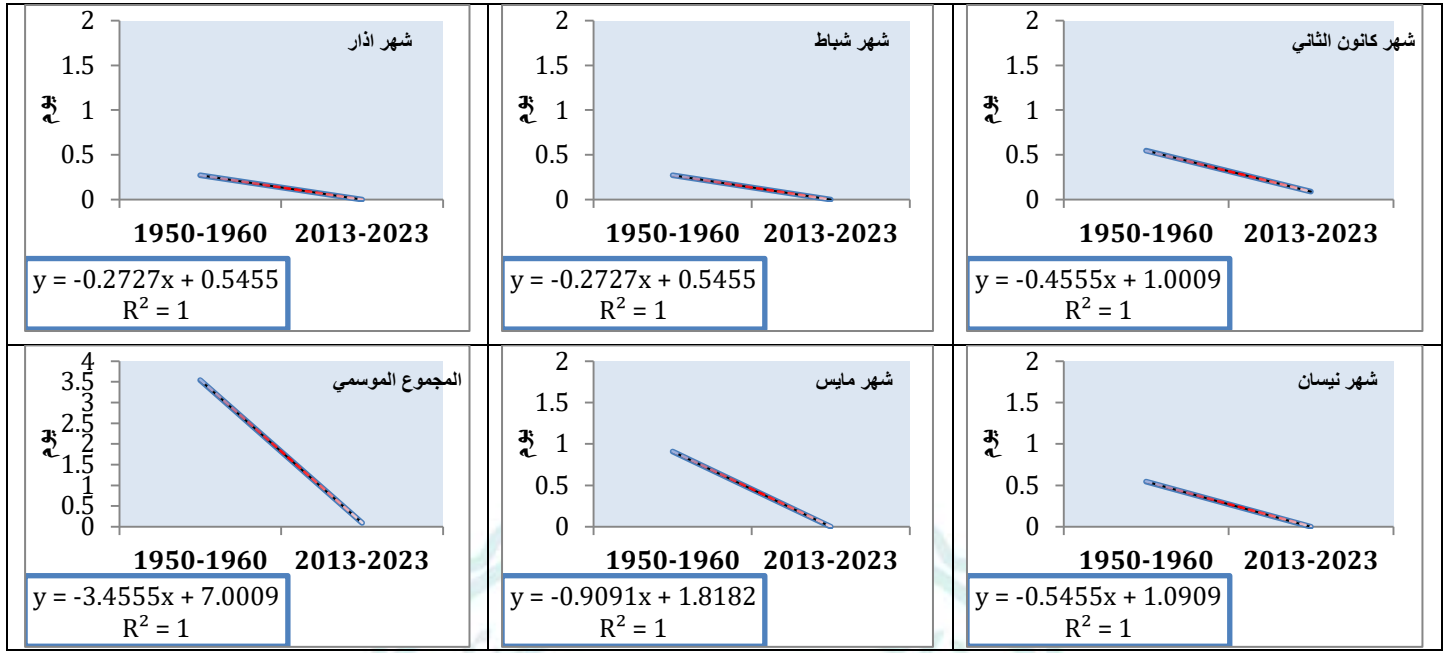 شهر كانون الثاني
2
1.5
1
0.5
0
يوم
1950-1960 2013-2023
y = -0.4555x + 1.0009
R² = 1
شهر شباط
2
1.5
1
0.5
0
يوم
1950-1960 2013-2023
y = -0.2727x + 0.5455
R² = 1
شهر اذار
2
1.5
1
0.5
0
يوم
1950-1960 2013-2023
y = -0.2727x + 0.5455
R² = 1
شهر نيسان
2
1.5
1
0.5
0
يوم
1950-1960 2013-2023
y = -0.5455x + 1.0909
R² = 1
شهر مايس
2
1.5
1
0.5
0
يوم
1950-1960 2013-2023
y = -0.9091x + 1.8182
R² = 1
المجموع الموسمي
4
3.5
3
2.5
2
1.5
1
0.5
0
يوم
1950-1960 2013-2023
y = -3.4555x + 7.0009
R² = 1